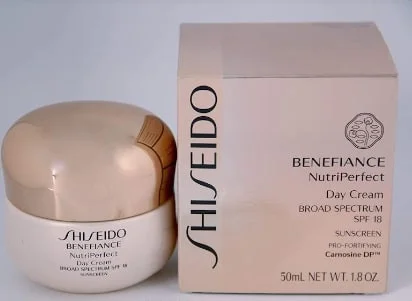 SHISEIDO
BENEFIANCE
NutriPerfect
Day Cream
BROAD SPECTRUM SPF 18
SUNSCREEN
SHISEIDO
BENEFIANCE
NutriPerfect
Day Cream
BROAD SPECTRUM
SPF 18
SUNSCREEN
PRO-FORTIFYING
Carnosine DP™
50mL NET WT. 1.8 OZ.